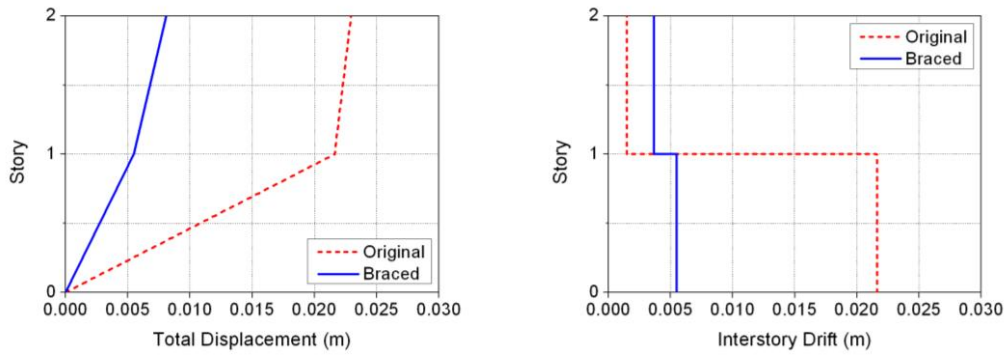 2
1
0
Story
0.000 0.005 0.010 0.015 0.020 0.025 0.030
Total Displacement (m)
Original
Braced
2
1
0
Story
0.000 0.005 0.010 0.015 0.020 0.025 0.030
Interstory Drift (m)
Original
Braced